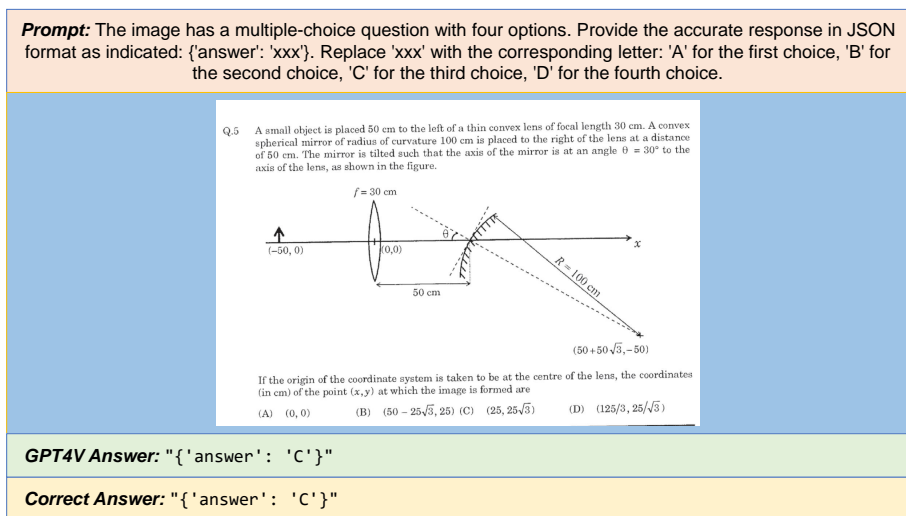 Prompt: The image has a multiple-choice question with four options. Provide the accurate response in JSON
format as indicated: {'answer': 'xxx'}. Replace 'xxx' with the corresponding letter: 'A' for the first choice, 'B' for
the second choice, 'C' for the third choice, 'D' for the fourth choice.
Q.5 A small object is placed 50 cm to the left of a thin convex lens of focal length 30 cm. A convex
spherical mirror of radius of curvature 100 cm is placed to the right of the lens at a distance
of 50 cm. The mirror is tilted such that the axis of the mirror is at an angle θ = 30° to the
axis of the lens, as shown in the figure.
f = 30 cm
θ
(−50, 0)
(0,0)
x
R = 100 cm
50 cm
(50+50√3,−50)
If the origin of the coordinate system is taken to be at the centre of the lens, the coordinates
(in cm) of the point (x,y) at which the image is formed are
(A) (0, 0) (B) (50 − 25√3, 25) (C) (25, 25√3) (D) (125/3, 25/√3)
GPT4V Answer: "{'answer': 'C'}"
Correct Answer: "{'answer': 'C'}"